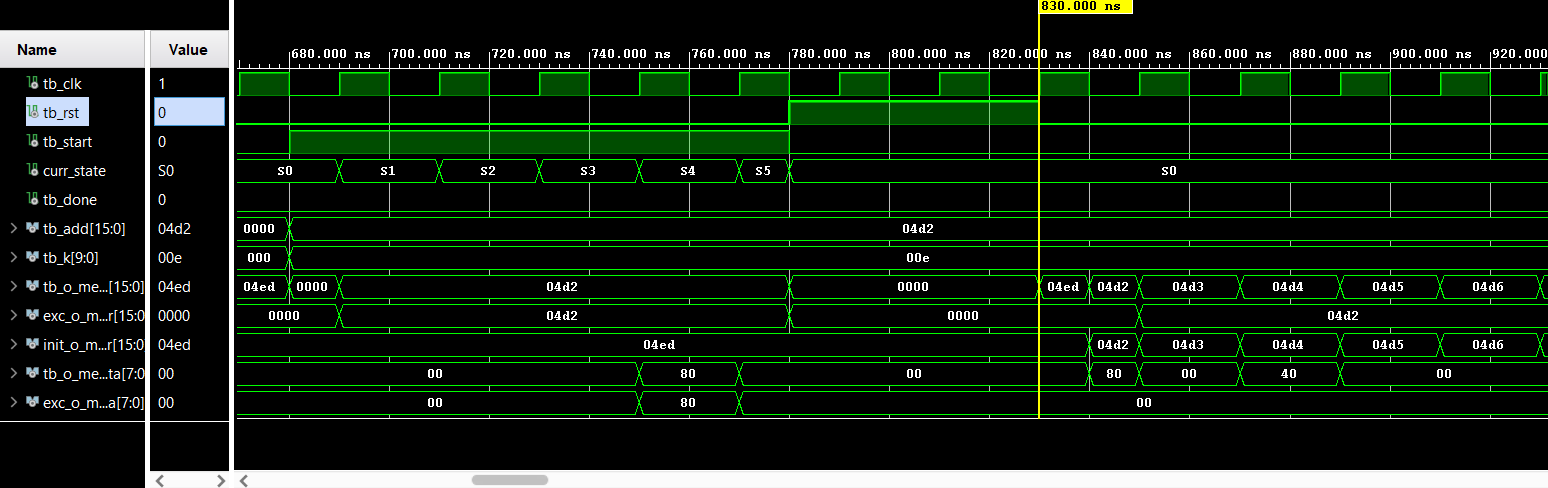 830.000 ns
Name Value 680.000 ns 700.000 ns 720.000 ns 740.000 ns 760.000 ns 780.000 ns 800.000 ns 820.000 840.000 ns 860.000 ns 880.000 ns 900.000 ns 920.000
tb_clk 1
tb_rst 0
tb_start 0
curr_state S0 S0 S1 S2 S3 S4 S5 S0
tb_done 0
tb_add[15:0] 04d2 0000 04d2
tb_k[9:0] 00e 000 00e
tb_o_me...[15:0] 04ed 04ed 0000 04d2 0000 04ed 04d2 04d3 04d4 04d5 04d6
exc_o_m...r[15:0 0000 0000 04d2 0000 04d2
init_o_m...r[15:0 04ed 04ed 04d2 04d3 04d4 04d5 04d6
tb_o_me...ta[7:0 00 00 80 00 80 00 40 00
exc_o_m...a[7:0] 00 00 80 00